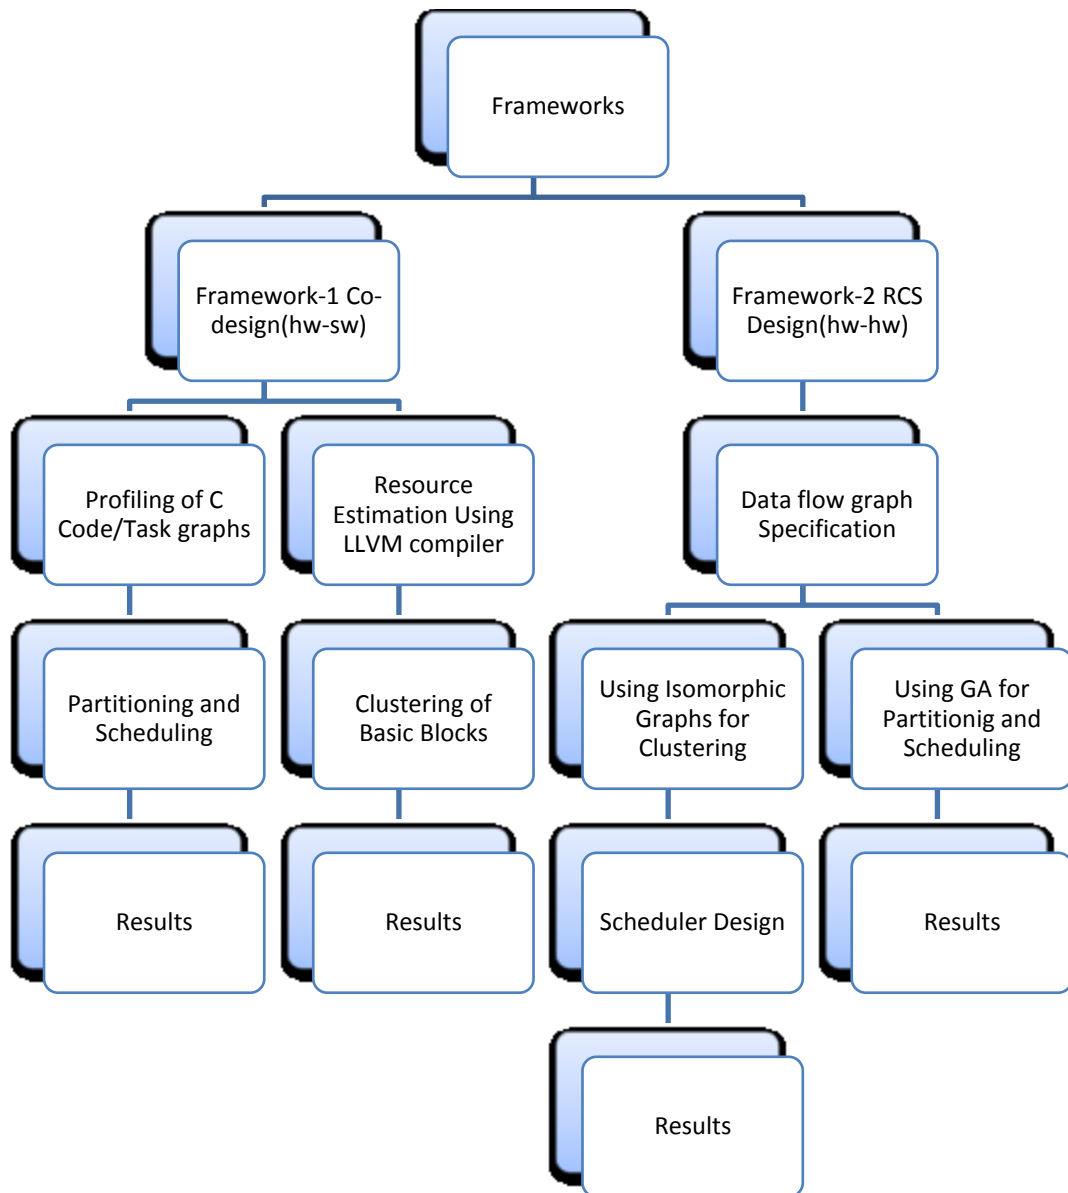 Frameworks
Framework-1 Co-
design(hw-sw)
Framework-2 RCS
Design(hw-hw)
Profiling of C
Code/Task graphs
Resource
Estimation Using
LLVM compiler
Data flow graph
Specification
Partitioning and
Scheduling
Clustering of
Basic Blocks
Using Isomorphic
Graphs for
Clustering
Using GA for
Partitionig and
Scheduling
Results
Results
Scheduler Design
Results
Results